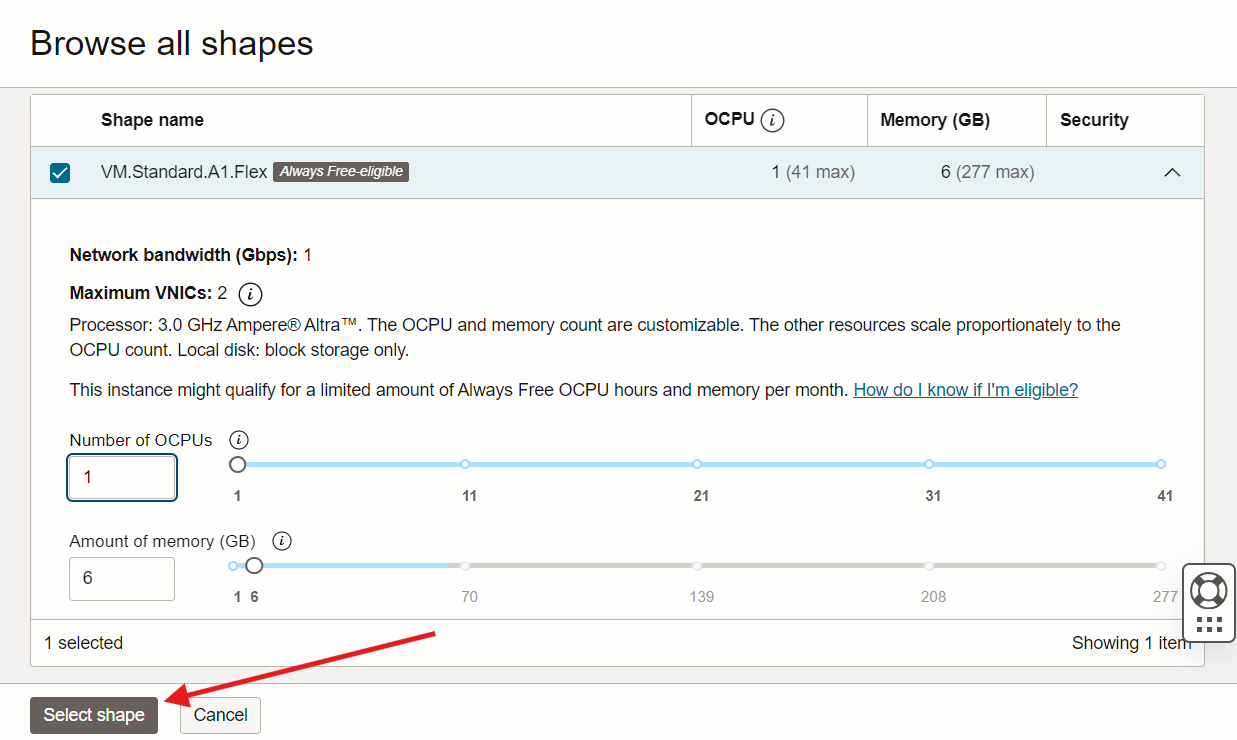 Browse all shapes
Shape name OCPU i Memory (GB) Security
VM.Standard.A1.Flex Always Free-eligible 1 (41 max) 6 (277 max)
Network bandwidth (Gbps): 1
Maximum VNICs: 2 i
Processor: 3.0 GHz Ampere® Altra™. The OCPU and memory count are customizable. The other resources scale proportionately to the
OCPU count. Local disk: block storage only.
This instance might qualify for a limited amount of Always Free OCPU hours and memory per month. How do I know if I'm eligible?
Number of OCPUs i
1
1 11 21 31 41
Amount of memory (GB) i
6
1 6 70 139 208 277
1 selected Showing 1 item
Select shape Cancel